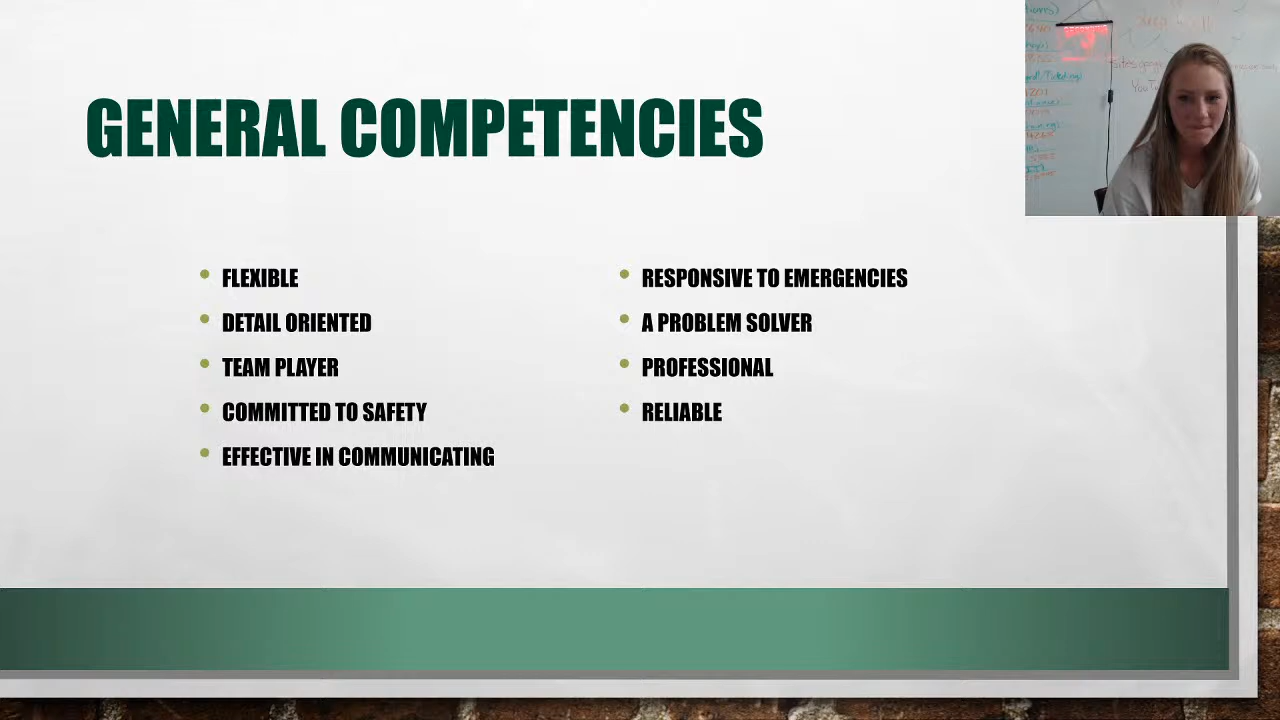 GENERAL COMPETENCIES
FLEXIBLE
DETAIL ORIENTED
TEAM PLAYER
COMMITTED TO SAFETY
EFFECTIVE IN COMMUNICATING
RESPONSIVE TO EMERGENCIES
A PROBLEM SOLVER
PROFESSIONAL
RELIABLE